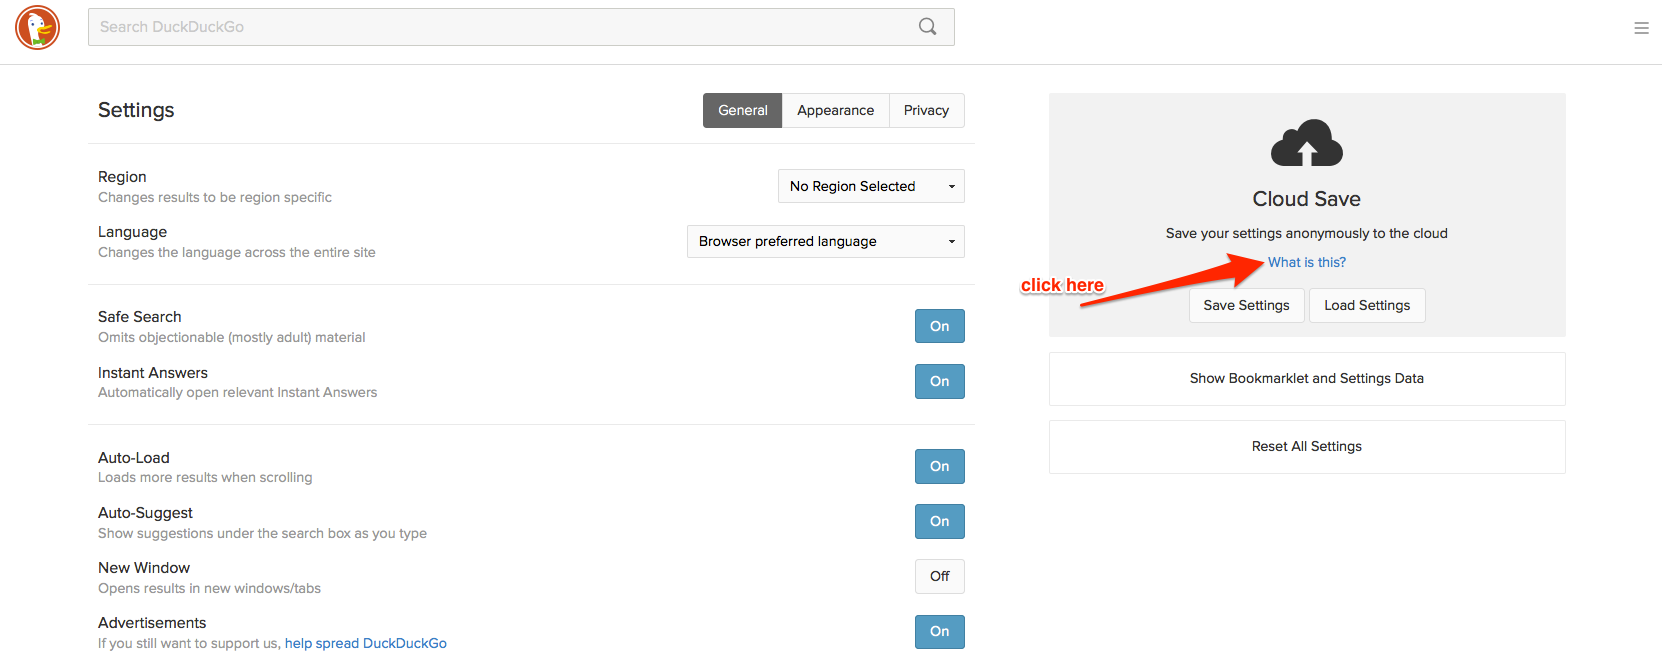 Search DuckDuckGo
Settings
General
Appearance
Privacy
Region
Changes results to be region specific
No Region Selected
Language
Changes the language across the entire site
Browser preferred language
Safe Search
Omits objectionable (mostly adult) material
On
Instant Answers
Automatically open relevant Instant Answers
On
Auto-Load
Loads more results when scrolling
On
Auto-Suggest
Show suggestions under the search box as you type
On
New Window
Opens results in new windows/tabs
Off
Advertisements
If you still want to support us, help spread DuckDuckGo
On
Cloud Save
Save your settings anonymously to the cloud
What is this?
click here
Save Settings
Load Settings
Show Bookmarklet and Settings Data
Reset All Settings